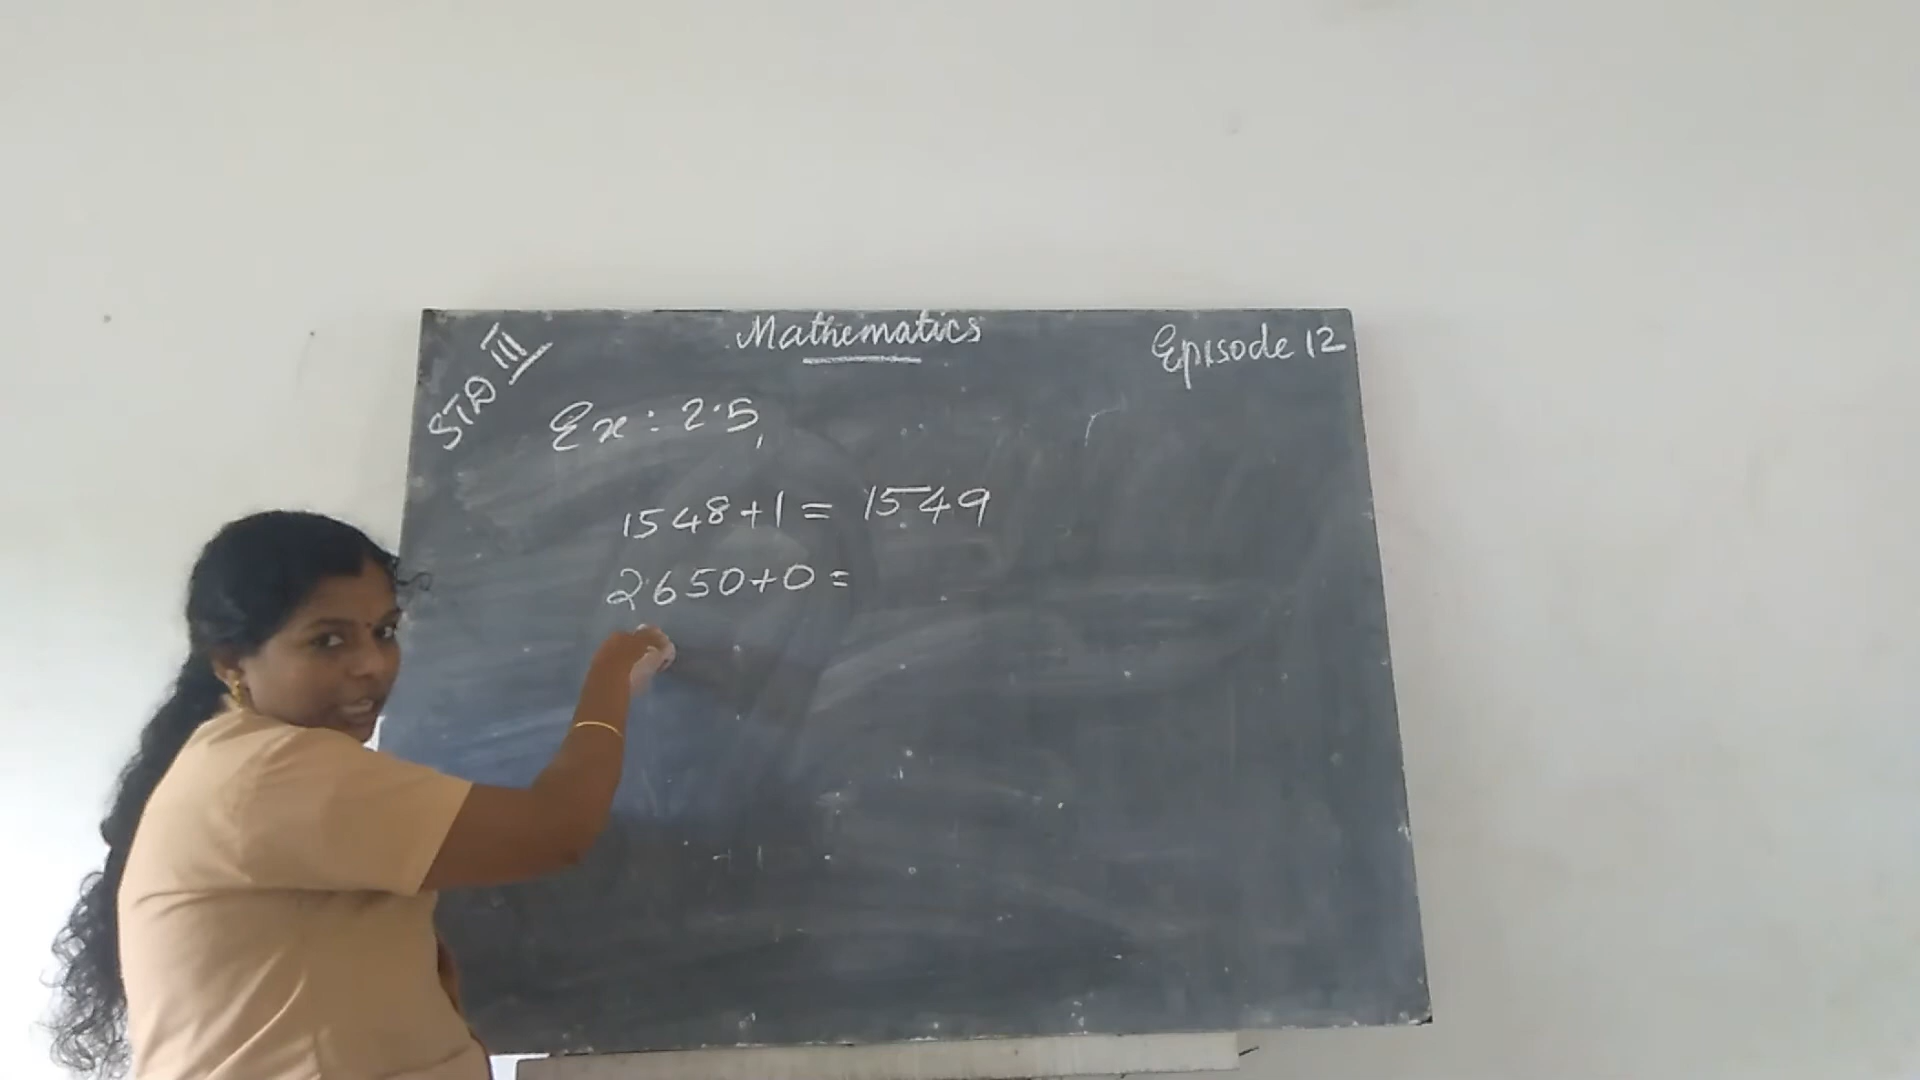 STD III
Mathematics
Episode 12
Ex : 2.5,
1548+1 = 1549
2650+0 =